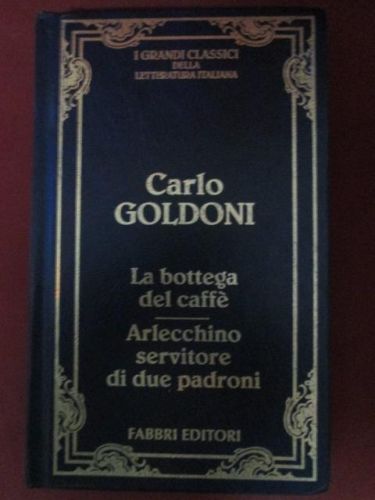 I GRANDI CLASSICI
DELLA
LETTERATURA ITALIANA
Carlo
GOLDONI
La bottega
del caffè
Arlecchino
servitore
di due padroni
FABBRI EDITORI